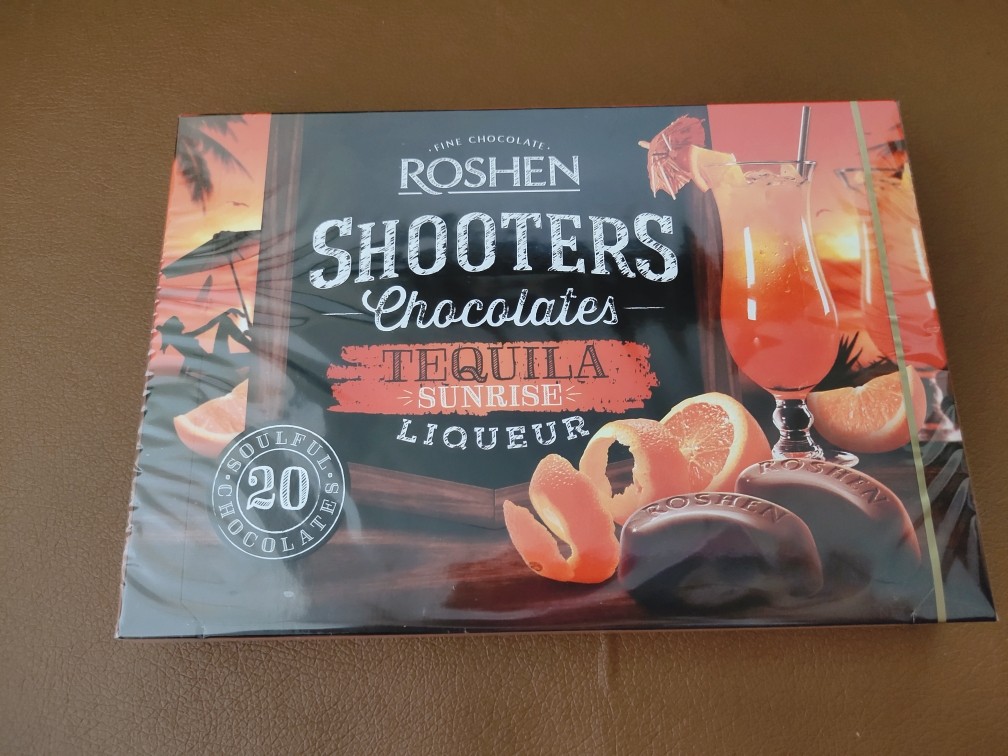 · FINE CHOCOLATE ·
ROSHEN
SHOOTERS
Chocolates
TEQUILA
SUNRISE
LIQUEUR
· SOULFUL ·
20
CHOCOLATES
ROSHEN
ROSHEN